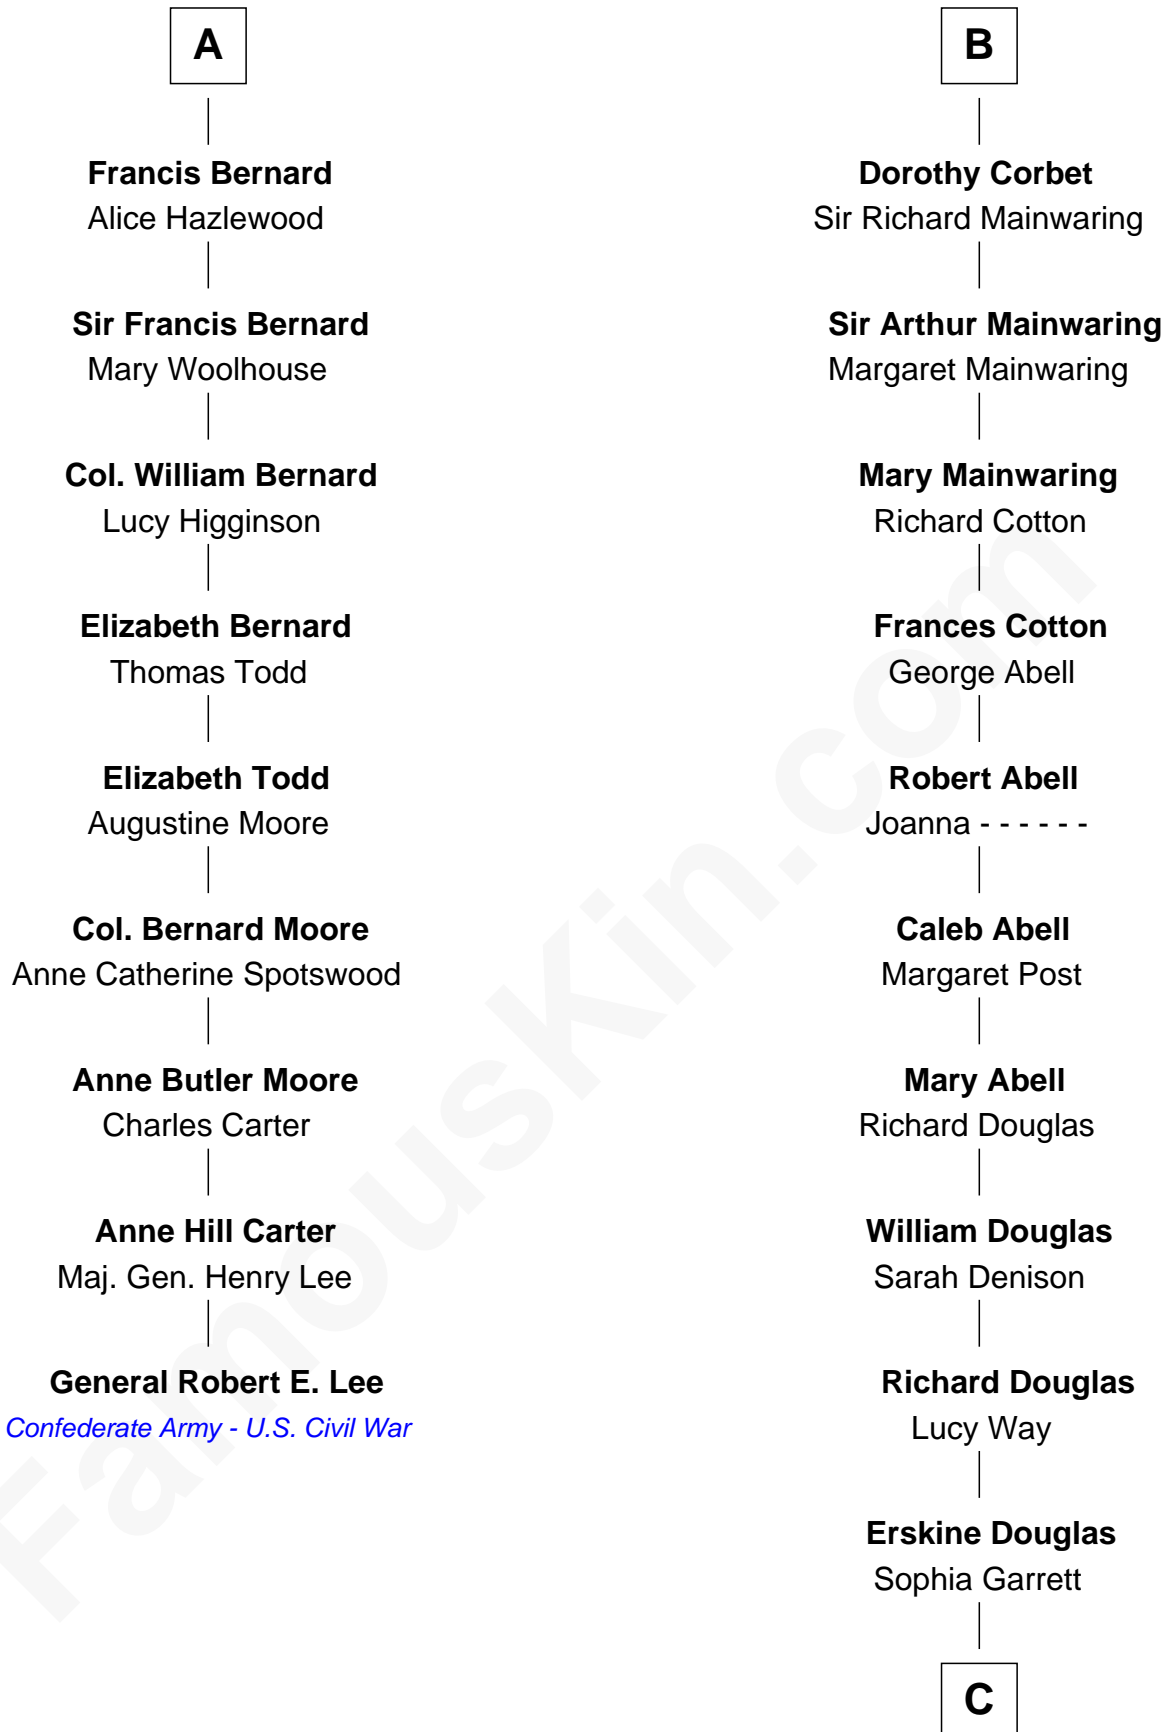 A
Francis Bernard
Alice Hazlewood
Sir Francis Bernard
Mary Woolhouse
Col. William Bernard
Lucy Higginson
Elizabeth Bernard
Thomas Todd
Elizabeth Todd
Augustine Moore
Col. Bernard Moore
Anne Catherine Spotswood
Anne Butler Moore
Charles Carter
Anne Hill Carter
Maj. Gen. Henry Lee
General Robert E. Lee
Confederate Army - U.S. Civil War
B
Dorothy Corbet
Sir Richard Mainwaring
Sir Arthur Mainwaring
Margaret Mainwaring
Mary Mainwaring
Richard Cotton
Frances Cotton
George Abell
Robert Abell
Joanna - - - - - -
Caleb Abell
Margaret Post
Mary Abell
Richard Douglas
William Douglas
Sarah Denison
Richard Douglas
Lucy Way
Erskine Douglas
Sophia Garrett
C
FamousKin.com